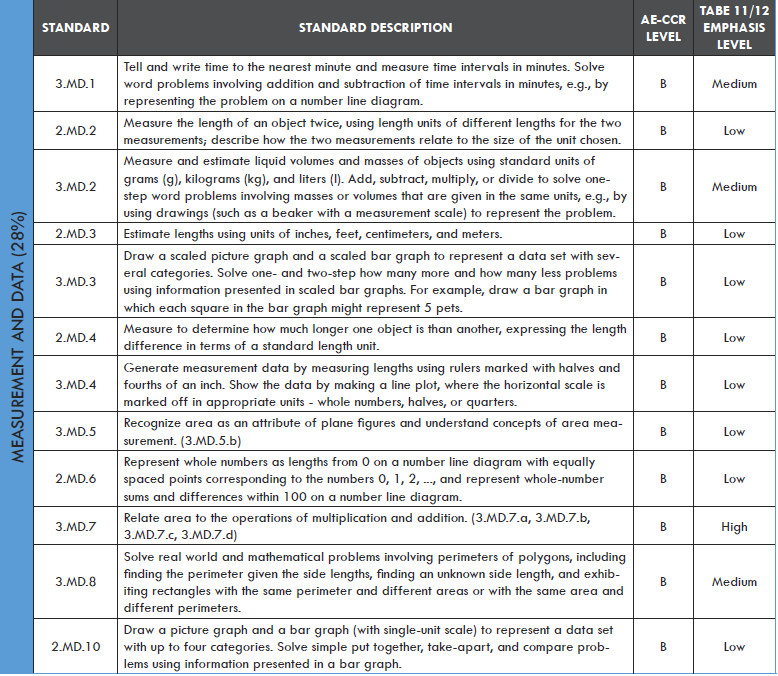 STANDARD STANDARD DESCRIPTION AE-CCR LEVEL TABE 11/12 EMPHASIS LEVEL
MEASUREMENT AND DATA (28%)
3.MD.1
Tell and write time to the nearest minute and measure time intervals in minutes. Solve
word problems involving addition and subtraction of time intervals in minutes, e.g., by
representing the problem on a number line diagram.
B Medium
2.MD.2
Measure the length of an object twice, using length units of different lengths for the two
measurements; describe how the two measurements relate to the size of the unit chosen.
B Low
3.MD.2
Measure and estimate liquid volumes and masses of objects using standard units of
grams (g), kilograms (kg), and liters (l). Add, subtract, multiply, or divide to solve one-
step word problems involving masses or volumes that are given in the same units, e.g., by
using drawings (such as a beaker with a measurement scale) to represent the problem.
B Medium
2.MD.3
Estimate lengths using units of inches, feet, centimeters, and meters.
B Low
3.MD.3
Draw a scaled picture graph and a scaled bar graph to represent a data set with sev-
eral categories. Solve one- and two-step how many more and how many less problems
using information presented in scaled bar graphs. For example, draw a bar graph in
which each square in the bar graph might represent 5 pets.
B Low
2.MD.4
Measure to determine how much longer one object is than another, expressing the length
difference in terms of a standard length unit.
B Low
3.MD.4
Generate measurement data by measuring lengths using rulers marked with halves and
fourths of an inch. Show the data by making a line plot, where the horizontal scale is
marked off in appropriate units - whole numbers, halves, or quarters.
B Low
3.MD.5
Recognize area as an attribute of plane figures and understand concepts of area mea-
surement. (3.MD.5.b)
B Low
2.MD.6
Represent whole numbers as lengths from 0 on a number line diagram with equally
spaced points corresponding to the numbers 0, 1, 2, ..., and represent whole-number
sums and differences within 100 on a number line diagram.
B Low
3.MD.7
Relate area to the operations of multiplication and addition. (3.MD.7.a, 3.MD.7.b,
3.MD.7.c, 3.MD.7.d)
B High
3.MD.8
Solve real world and mathematical problems involving perimeters of polygons, including
finding the perimeter given the side lengths, finding an unknown side length, and exhib-
iting rectangles with the same perimeter and different areas or with the same area and
different perimeters.
B Medium
2.MD.10
Draw a picture graph and a bar graph (with single-unit scale) to represent a data set
with up to four categories. Solve simple put together, take-apart, and compare prob-
lems using information presented in a bar graph.
B Low